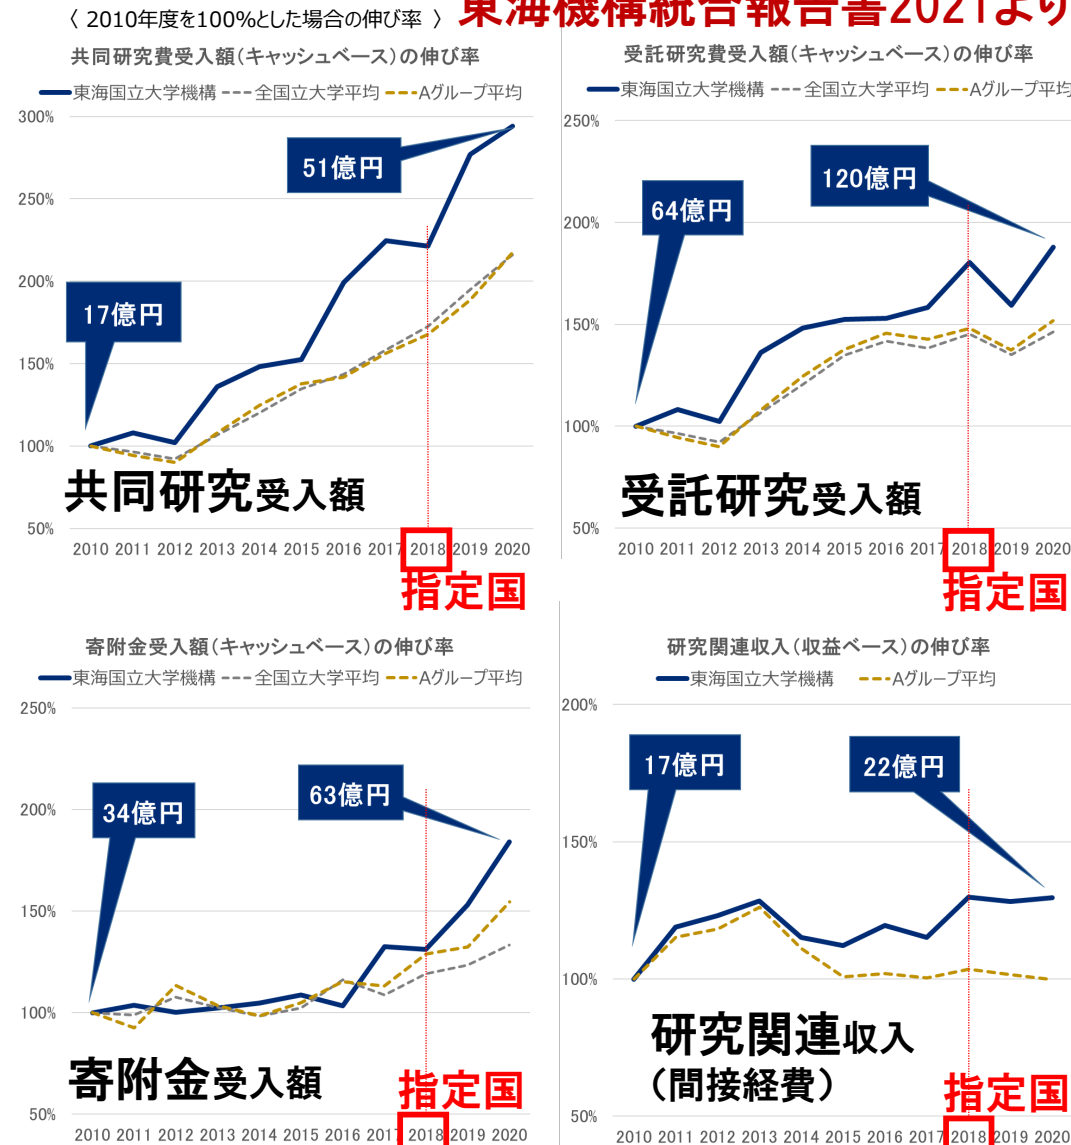 〈 2010年度を100%とした場合の伸び率 〉 東海機構統合報告書2021より
共同研究費受入額(キャッシュベース)の伸び率
東海国立大学機構 全国立大学平均 Aグループ平均
300%
250%
200%
150%
100%
50%
51億円
17億円
共同研究受入額
2010 2011 2012 2013 2014 2015 2016 2017 2018 2019 2020
指定国
受託研究費受入額(キャッシュベース)の伸び率
東海国立大学機構 全国立大学平均 Aグループ平均
250%
200%
150%
100%
50%
120億円
64億円
受託研究受入額
2010 2011 2012 2013 2014 2015 2016 2017 2018 2019 2020
指定国
寄附金受入額(キャッシュベース)の伸び率
東海国立大学機構 全国立大学平均 Aグループ平均
250%
200%
150%
100%
50%
63億円
34億円
寄附金受入額
指定国
2010 2011 2012 2013 2014 2015 2016 2017 2018 2019 2020
研究関連収入(収益ベース)の伸び率
東海国立大学機構 Aグループ平均
200%
150%
100%
50%
17億円
22億円
研究関連収入
(間接経費)
指定国
2010 2011 2012 2013 2014 2015 2016 2017 2018 2019 2020